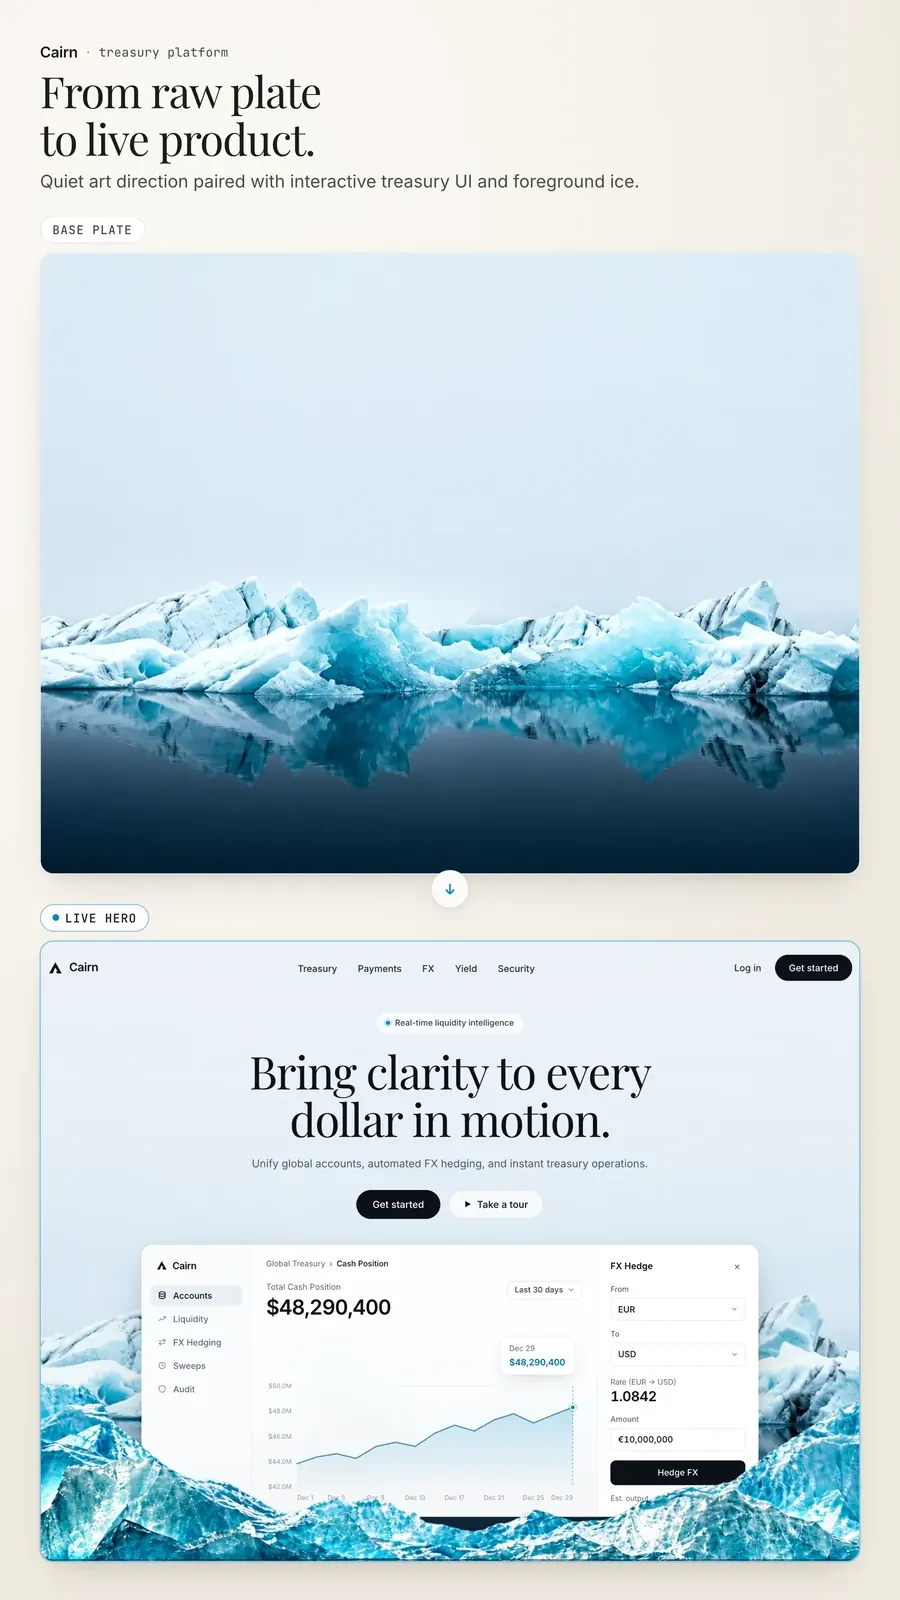 Cairn · treasury platform
From raw plate
to live product.
Quiet art direction paired with interactive treasury UI and foreground ice.
BASE PLATE
LIVE HERO
Cairn
Treasury Payments FX Yield Security
Log in Get started
Real-time liquidity intelligence
Bring clarity to every
dollar in motion.
Unify global accounts, automated FX hedging, and instant treasury operations.
Get started Take a tour
Cairn
Accounts
Liquidity
FX Hedging
Sweeps
Audit
Global Treasury › Cash Position
Total Cash Position
$48,290,400
Last 30 days
Dec 29
$48,290,400
$50.0M
$48.0M
$46.0M
$44.0M
$42.0M
Dec 1 Dec 5 Dec 9 Dec 13 Dec 17 Dec 21 Dec 25 Dec 29
FX Hedge ×
From
EUR
To
USD
Rate (EUR → USD)
1.0842
Amount
€10,000,000
Hedge FX
Est. output